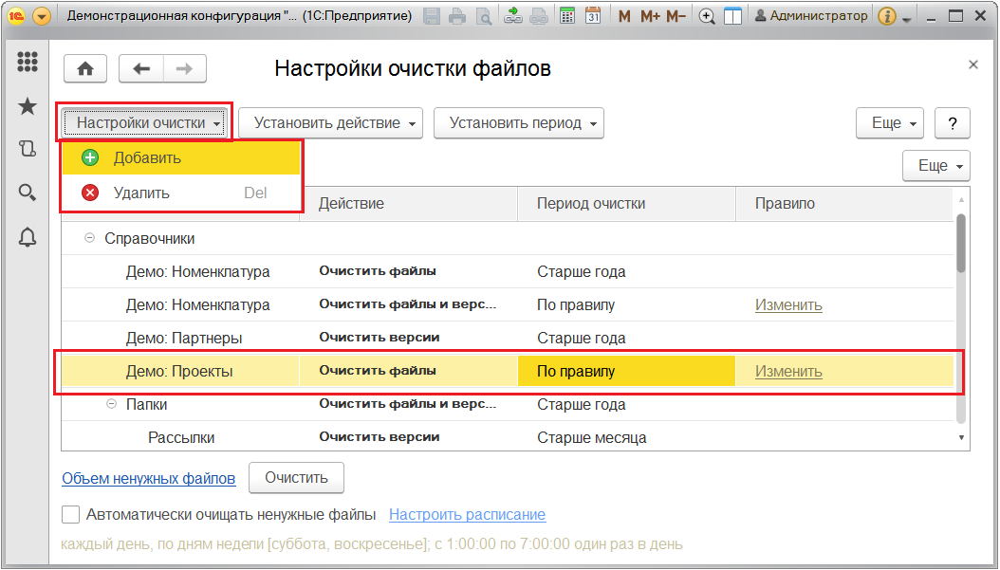 Демонстрационная конфигурация "... (1С:Предприятие) M M+ M- Администратор
Настройки очистки файлов
Настройки очистки Установить действие Установить период Еще ?
Добавить
Еще
Удалить Del
Действие Период очистки Правило
Справочники
Демо: Номенклатура Очистить файлы Старше года
Демо: Номенклатура Очистить файлы и верс... По правилу Изменить
Демо: Партнеры Очистить версии Старше года
Демо: Проекты Очистить файлы По правилу Изменить
Папки Очистить файлы и верс... Старше года
Рассылки Очистить версии Старше месяца
Объем ненужных файлов Очистить
Автоматически очищать ненужные файлы Настроить расписание
каждый день, по дням недели [суббота, воскресенье]; с 1:00:00 по 7:00:00 один раз в день